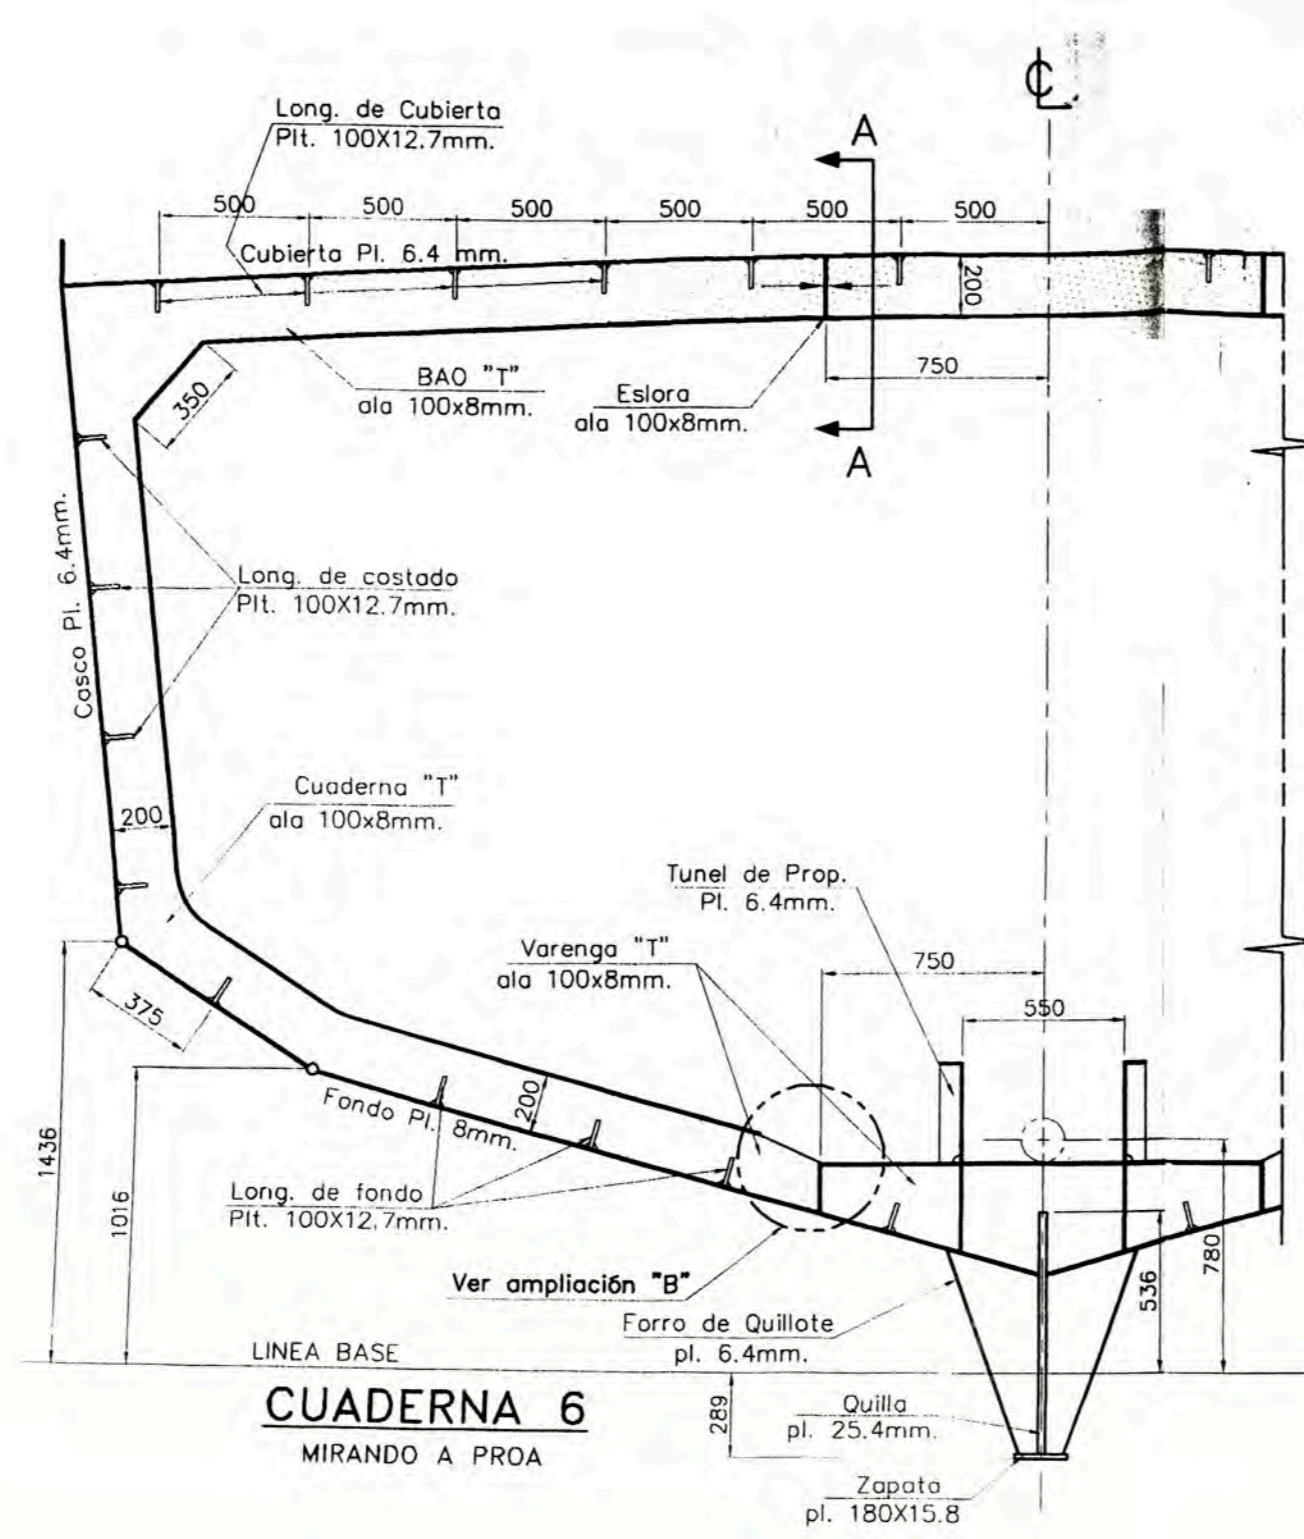 ℄
Long. de Cubierta
Plt. 100X12.7mm.
A
500
500
500
500
500
500
Cubierta Pl. 6.4 mm.
200
BAO "T"
ala 100x8mm.
Eslora
ala 100x8mm.
750
350
A
Casco Pl. 6.4mm.
Long. de costado
Plt. 100X12.7mm.
Cuaderna "T"
ala 100x8mm.
200
Tunel de Prop.
Pl. 6.4mm.
Varenga "T"
ala 100x8mm.
750
550
375
Fondo Pl. 8mm.
200
1436
1016
Long. de fondo
Plt. 100X12.7mm.
Ver ampliación "B"
536
780
Forro de Quillote
pl. 6.4mm.
LINEA BASE
CUADERNA 6
MIRANDO A PROA
289
Quilla
pl. 25.4mm.
Zapata
pl. 180X15.8